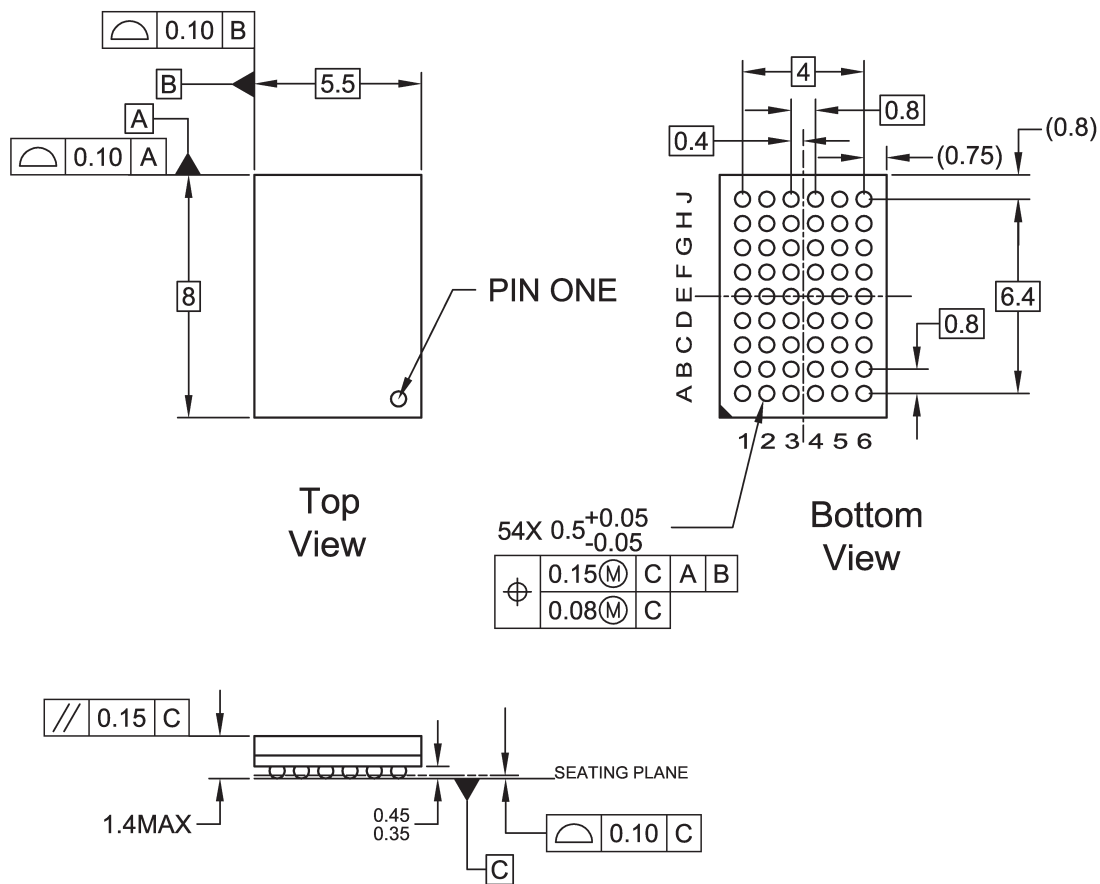 0.10 B
B
5.5
A
0.10 A
8
PIN ONE
Top
View
4
0.8
0.4
(0.75)
(0.8)
J
H
G
F
E
D
C
B
A
6.4
0.8
1 2 3 4 5 6
54X 0.5 +0.05
-0.05
0.15 Ⓜ C A B
0.08 Ⓜ C
Bottom
View
// 0.15 C
SEATING PLANE
1.4MAX
0.45
0.35
0.10 C
C